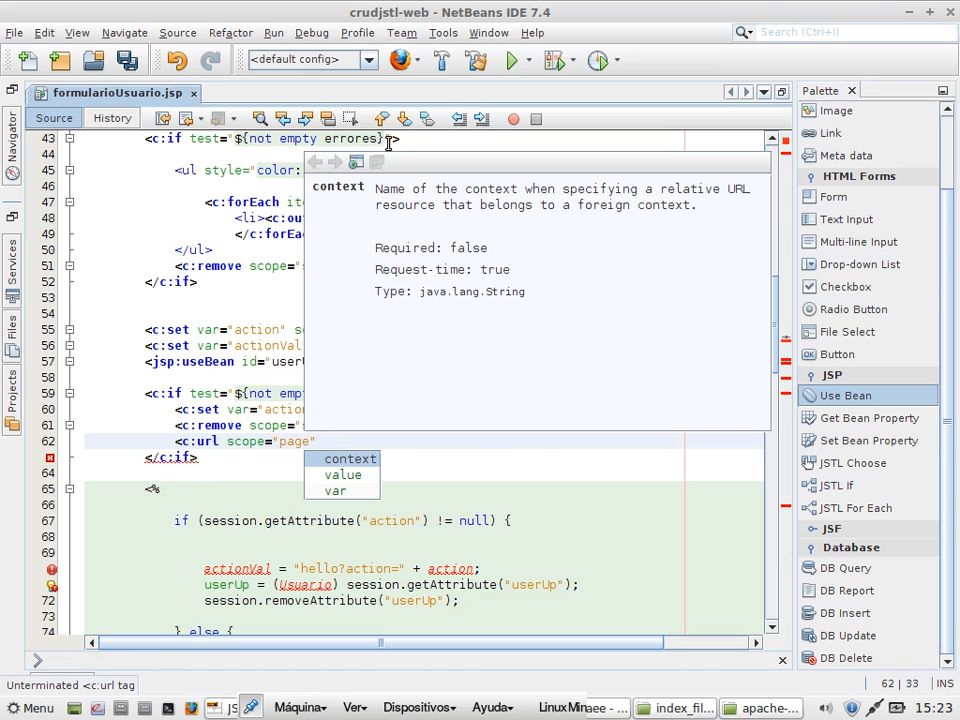 crudjstl-web - NetBeans IDE 7.4
File Edit View Navigate Source Refactor Run Debug Profile Team Tools Window Help
Search (Ctrl+I)
<default config>
formularioUsuario.jsp
Palette
Source History
Navigator
Services
Files
Projects
43 <c:if test="${not empty errores}">
44
45 <ul style="color:
47 <c:forEach ite
48 <li><c:ou
49 </c:forEa
50 </ul>
51 <c:remove scope="s
52 </c:if>
55 <c:set var="action" s
56 <c:set var="actionVal
57 <jsp:useBean id="user
58
59 <c:if test="${not emp
60 <c:set var="actio
61 <c:remove scope="s
62 <c:url scope="page"
</c:if>
64
65 <%
66
67 if (session.getAttribute("action") != null) {
68
69
actionVal = "hello?action=" + action;
userUp = (Usuario) session.getAttribute("userUp");
72 session.removeAttribute("userUp");
73
74 } else {
context Name of the context when specifying a relative URL
resource that belongs to a foreign context.
Required: false
Request-time: true
Type: java.lang.String
context
value
var
Image
Link
Meta data
HTML Forms
Form
Text Input
Multi-line Input
Drop-down List
Checkbox
Radio Button
File Select
OK Button
JSP
Use Bean
Get Bean Property
Set Bean Property
JSTL Choose
JSTL If
JSTL For Each
JSF
Database
DB Query
DB Report
DB Insert
DB Update
DB Delete
Unterminated <c:url tag
62 | 33 INS
Menu
JS
Máquina Ver Dispositivos Ayuda LinuxMin
aee - ...
index_fil...
apache-...
15:23